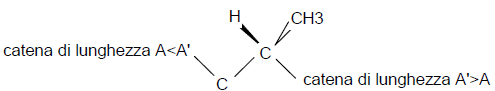 H
CH3
catena di lunghezza A<A'
C
C
catena di lunghezza A'>A